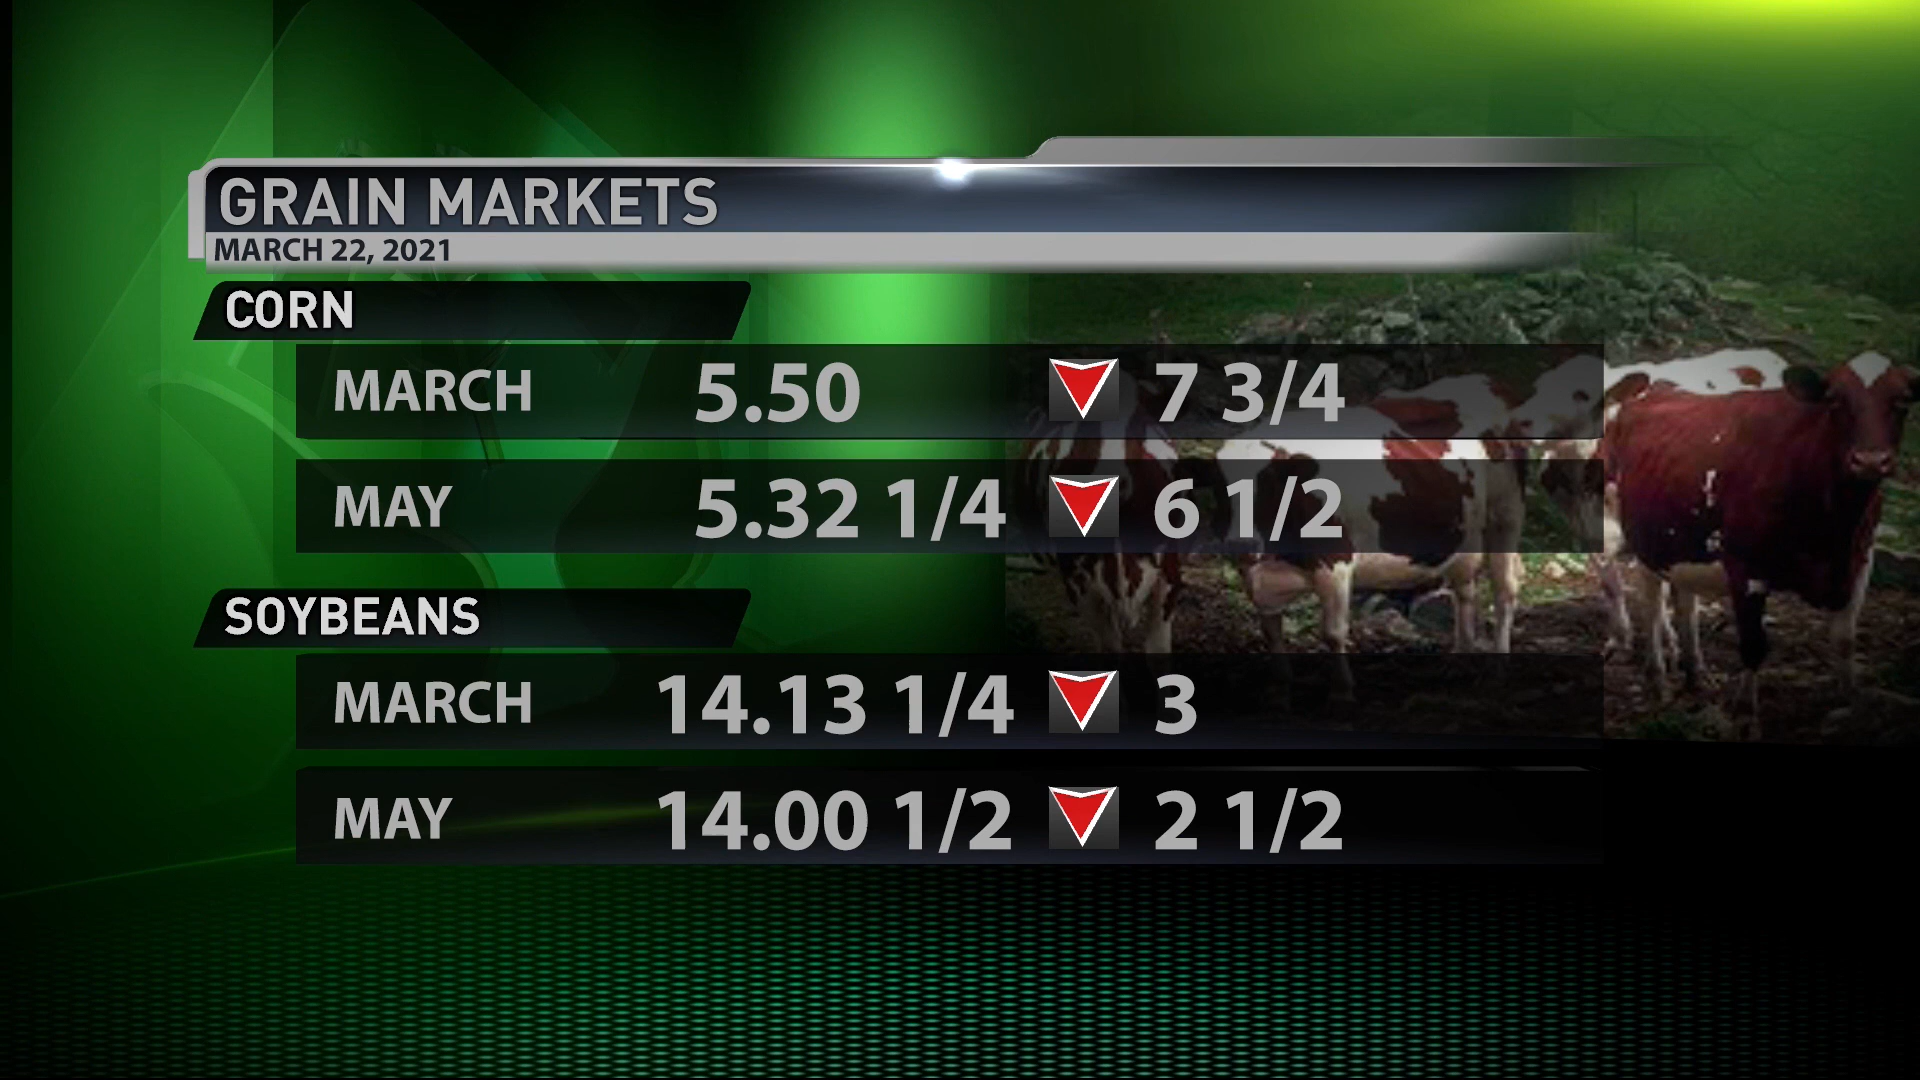 GRAIN MARKETS
MARCH 22, 2021
CORN
MARCH 5.50 7 3/4
MAY 5.32 1/4 6 1/2
SOYBEANS
MARCH 14.13 1/4 3
MAY 14.00 1/2 2 1/2